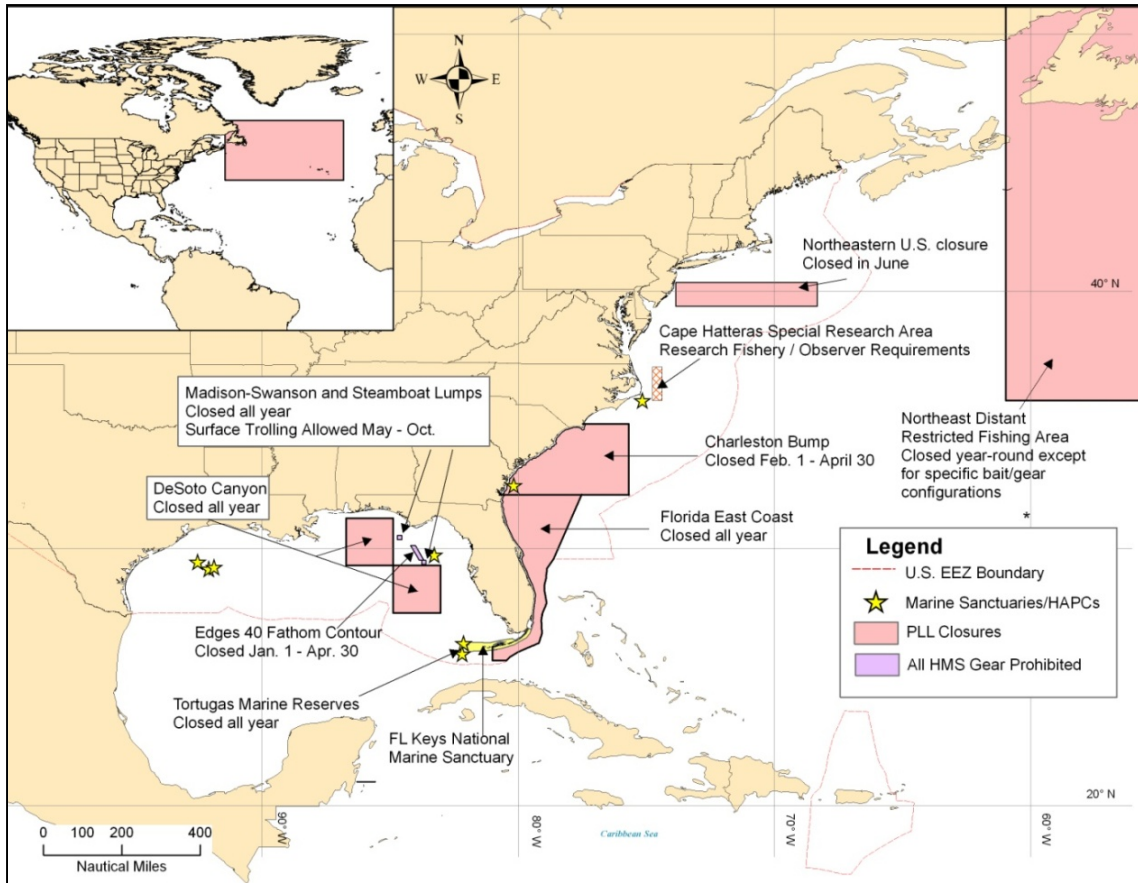 N
W E
S
Northeastern U.S. closure
Closed in June
40° N
Cape Hatteras Special Research Area
Research Fishery / Observer Requirements
Madison-Swanson and Steamboat Lumps
Closed all year
Surface Trolling Allowed May - Oct.
Northeast Distant
Restricted Fishing Area
Closed year-round except
for specific bait/gear
configurations
*
Charleston Bump
Closed Feb. 1 - April 30
DeSoto Canyon
Closed all year
Florida East Coast
Closed all year
Legend
U.S. EEZ Boundary
Marine Sanctuaries/HAPCs
PLL Closures
All HMS Gear Prohibited
Edges 40 Fathom Contour
Closed Jan. 1 - Apr. 30
Tortugas Marine Reserves
Closed all year
FL Keys National
Marine Sanctuary
20° N
0 100 200 400
Nautical Miles
90° W
80° W
70° W
60° W
Caribbean Sea